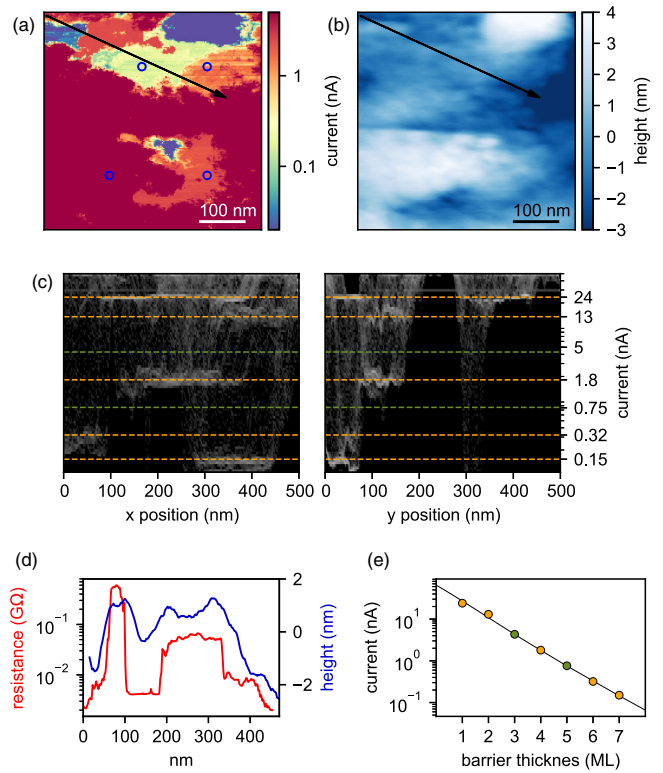 (a)
1
0.1
current (nA)
100 nm
(b)
4
3
2
1
0
−1
−2
−3
height (nm)
100 nm
(c)
24
13
5
1.8
0.75
0.32
0.15
current (nA)
0 100 200 300 400 500
x position (nm)
0 100 200 300 400 500
y position (nm)
(d)
resistance (GΩ)
10⁻¹
10⁻²
2
0
−2
height (nm)
0 100 200 300 400
nm
(e)
current (nA)
10¹
10⁰
10⁻¹
1 2 3 4 5 6 7
barrier thicknes (ML)